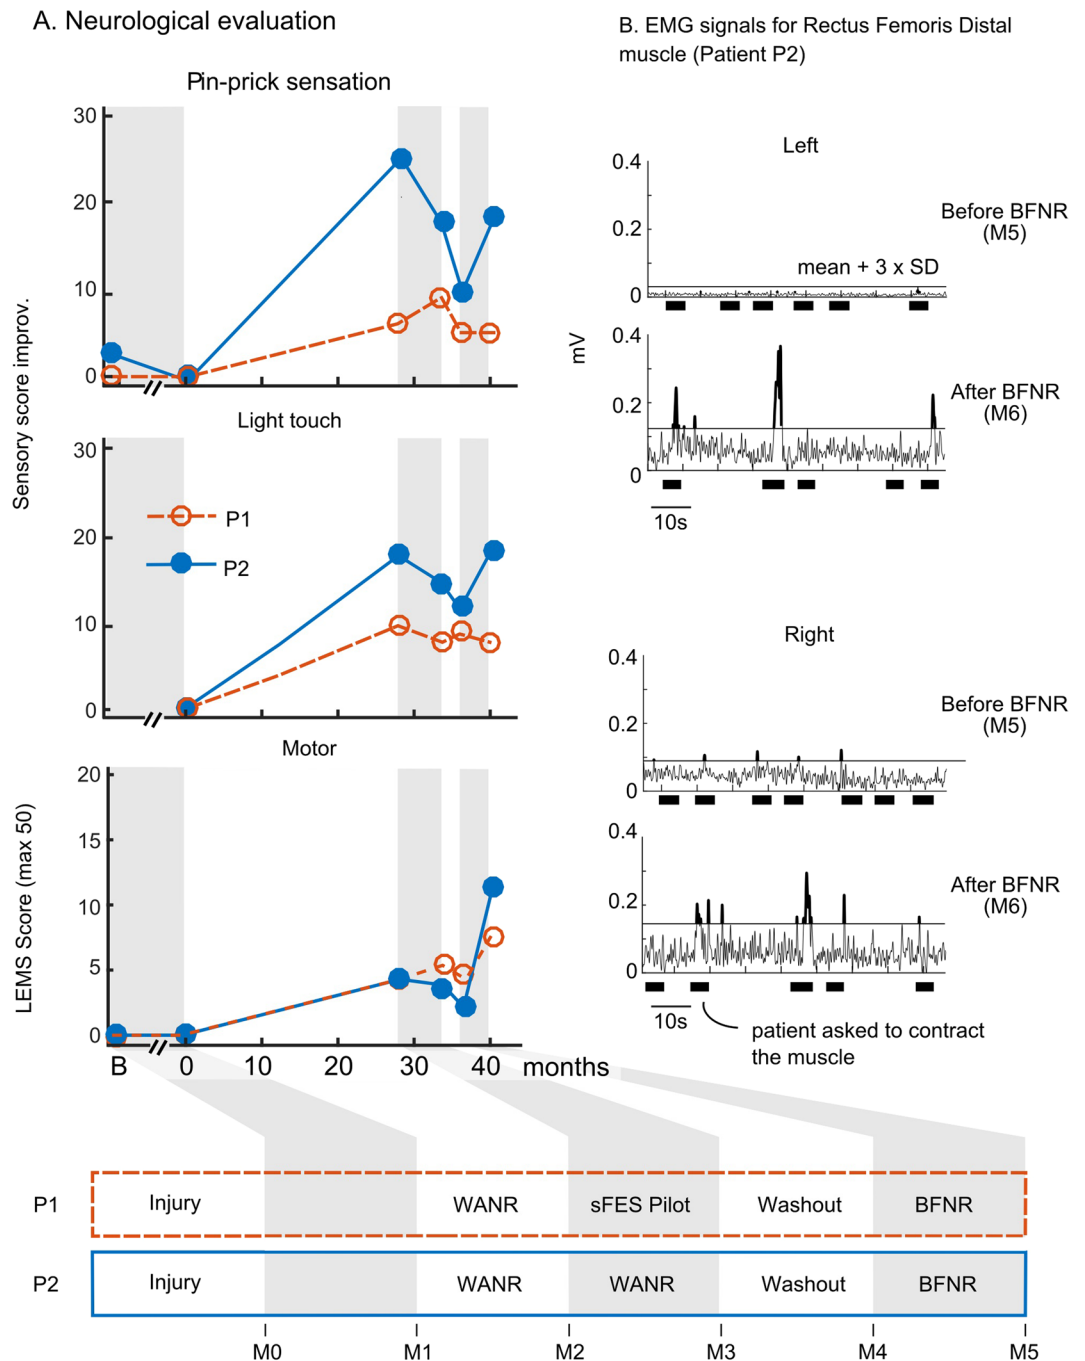 A. Neurological evaluation
Pin-prick sensation
30
20
10
0
Sensory score improv.
Light touch
30
20
10
0
P1
P2
Motor
20
15
10
5
0
LEMS Score (max 50)
B 0 10 20 30 40 months
B. EMG signals for Rectus Femoris Distal
muscle (Patient P2)
Left
0.4
0.2
0
Before BFNR
(M5)
mean + 3 x SD
mV
0.4
0.2
0
After BFNR
(M6)
10s
Right
0.4
0.2
0
Before BFNR
(M5)
0.4
0.2
0
After BFNR
(M6)
10s
patient asked to contract
the muscle
P1 Injury WANR sFES Pilot Washout BFNR
P2 Injury WANR WANR Washout BFNR
M0 M1 M2 M3 M4 M5